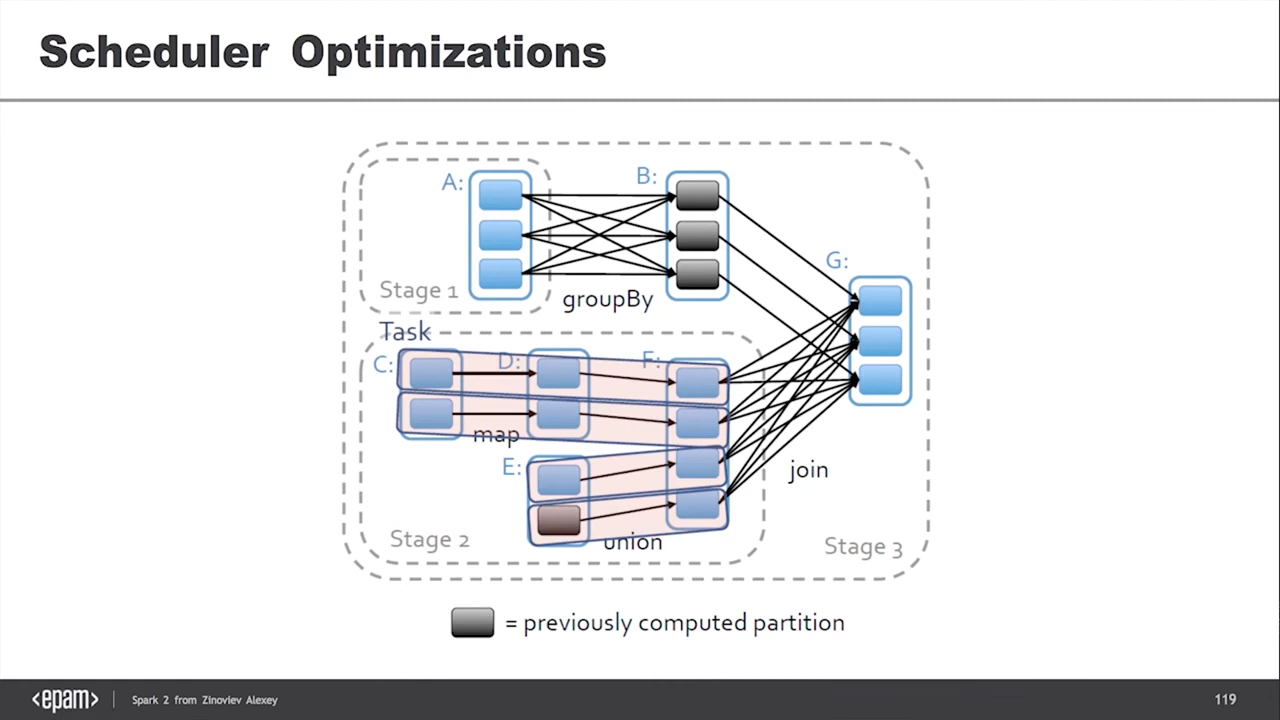 Scheduler Optimizations
A:
B:
G:
Stage 1
groupBy
Task
C:
D:
F:
map
E:
join
Stage 2
union
Stage 3
= previously computed partition
<epam>
Spark 2 from Zinoviev Alexey
119